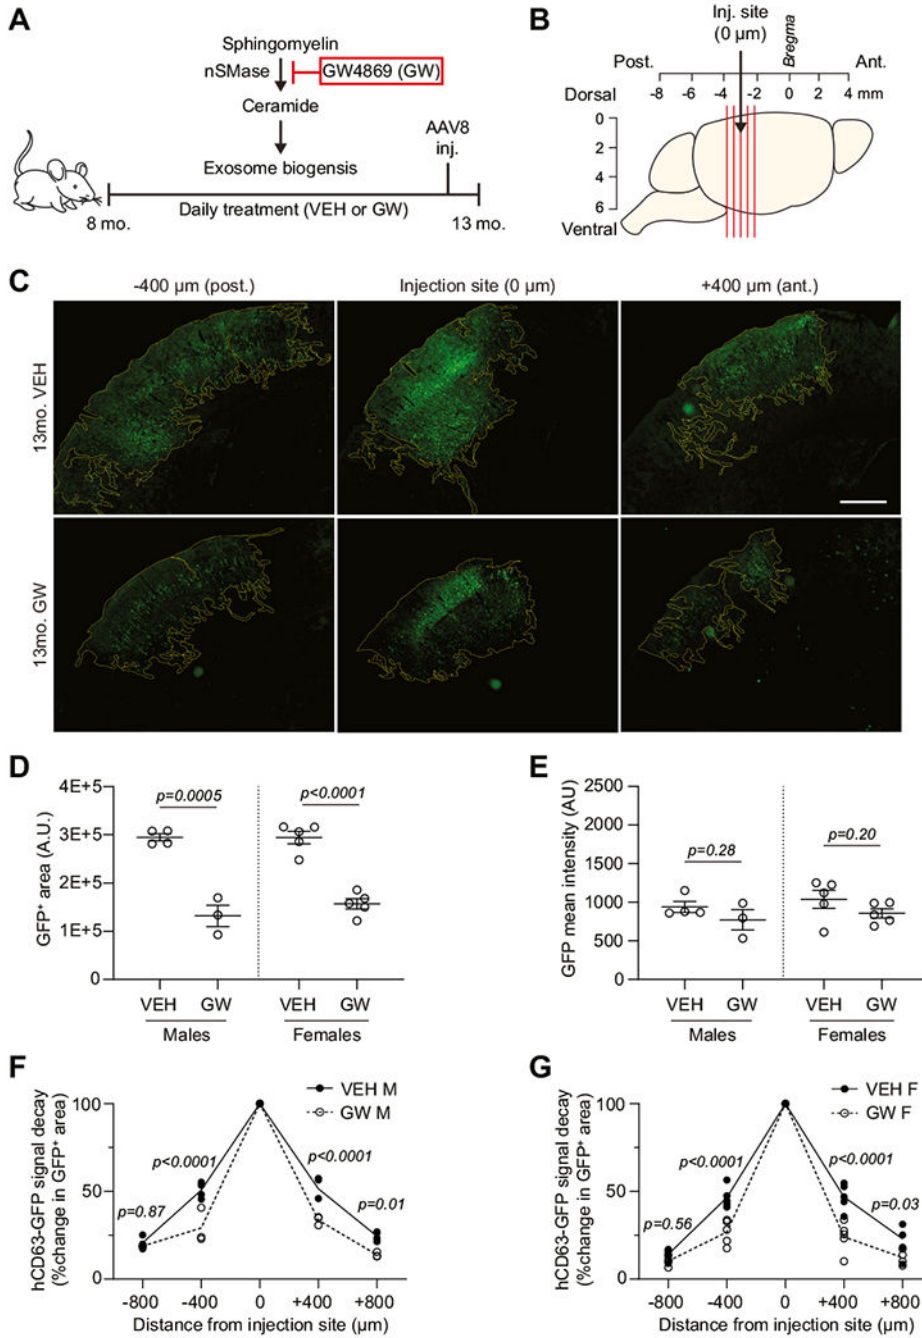 A
Sphingomyelin
nSMase
GW4869 (GW)
Ceramide
AAV8
inj.
Exosome biogensis
Daily treatment (VEH or GW)
8 mo.
13 mo.
B
Inj. site
(0 µm)
Bregma
Post.
Ant.
Dorsal
-8 -6 -4 -2 0 2 4 mm
0
2
4
6
Ventral
C
-400 µm (post.)
Injection site (0 µm)
+400 µm (ant.)
13mo. VEH
13mo. GW
D
GFP⁺ area (A.U.)
4E+5
3E+5
2E+5
1E+5
0
p=0.0005
p<0.0001
VEH GW VEH GW
Males Females
E
GFP mean intensity (AU)
2500
2000
1500
1000
500
0
p=0.28
p=0.20
VEH GW VEH GW
Males Females
F
hCD63-GFP signal decay
(%change in GFP⁺ area)
VEH M
GW M
100
50
0
p=0.87
p<0.0001
p<0.0001
p=0.01
-800 -400 0 +400 +800
Distance from injection site (µm)
G
hCD63-GFP signal decay
(%change in GFP⁺ area)
VEH F
GW F
100
50
0
p=0.56
p<0.0001
p<0.0001
p=0.03
-800 -400 0 +400 +800
Distance from injection site (µm)